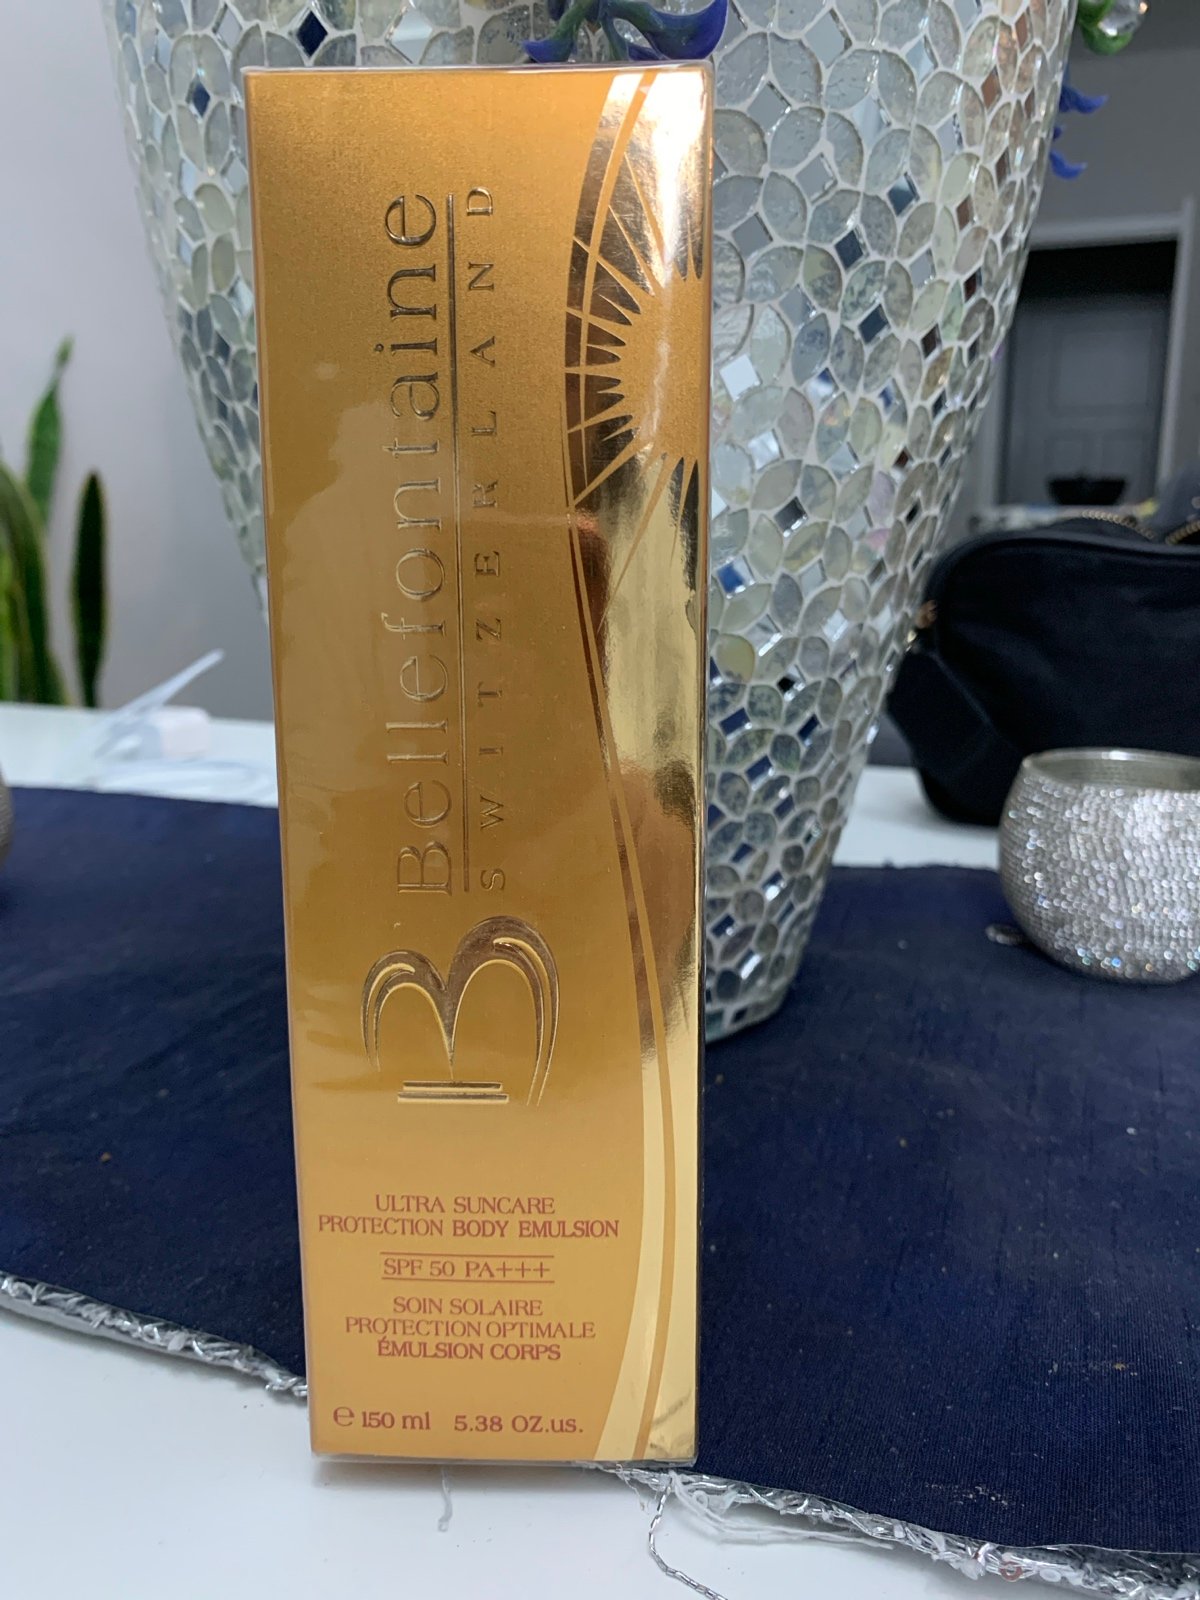 Bellefontaine
SWITZERLAND
B
ULTRA SUNCARE
PROTECTION BODY EMULSION
SPF 50 PA+++
SOIN SOLAIRE
PROTECTION OPTIMALE
ÉMULSION CORPS
℮ 150 ml 5.38 OZ.us.